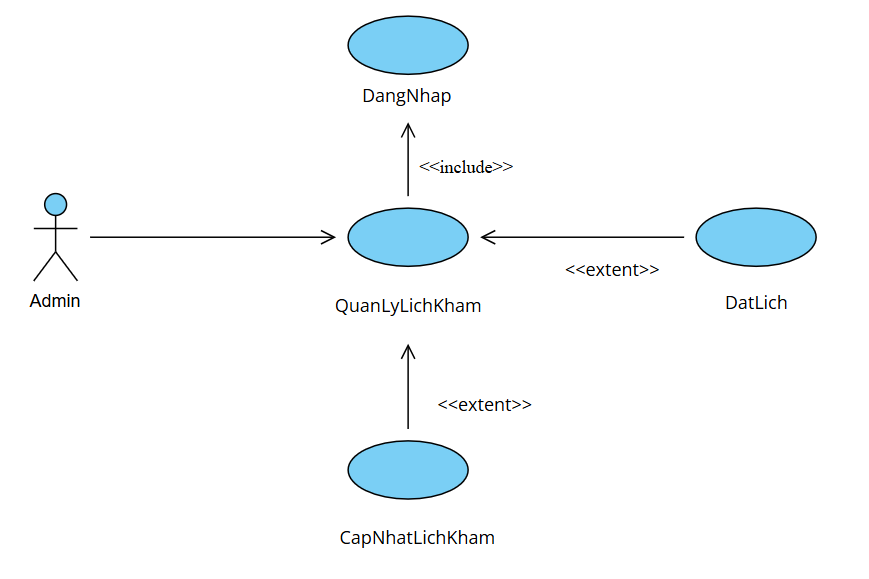 DangNhap
<<include>>
Admin
QuanLyLichKham
<<extent>>
DatLich
<<extent>>
CapNhatLichKham